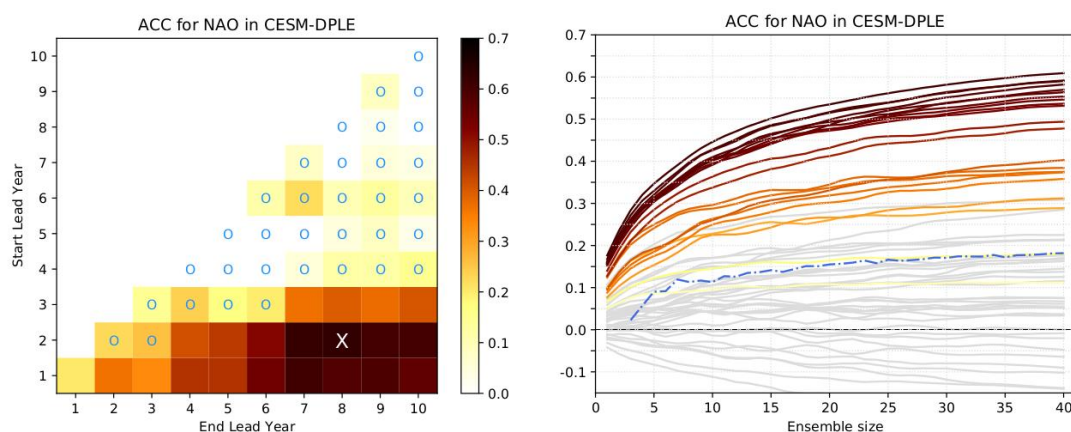 ACC for NAO in CESM-DPLE
Start Lead Year
10 O
9 O O
8 O O O
7 O O O O
6 O O O O O
5 O O O O O O
4 O O O O O O O
3 O O O O
2 O O X
1
1 2 3 4 5 6 7 8 9 10
End Lead Year
0.7
0.6
0.5
0.4
0.3
0.2
0.1
0.0
ACC for NAO in CESM-DPLE
0.7
0.6
0.5
0.4
0.3
0.2
0.1
0.0
-0.1
0 5 10 15 20 25 30 35 40
Ensemble size